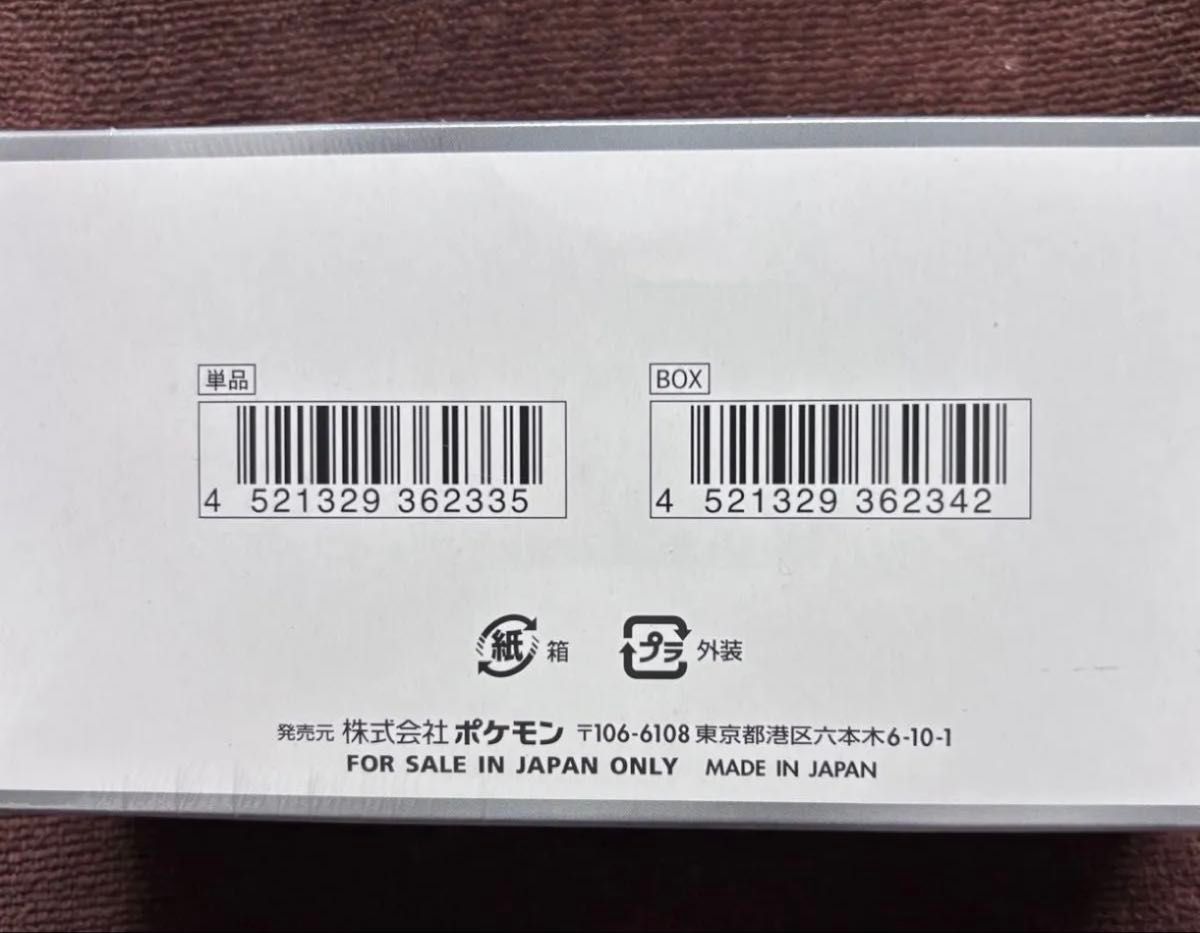 単品
4 521329 362335
BOX
4 521329 362342
紙 箱 プラ 外装
発売元 株式会社 ポケモン 〒106-6108 東京都港区六本木6-10-1
FOR SALE IN JAPAN ONLY MADE IN JAPAN